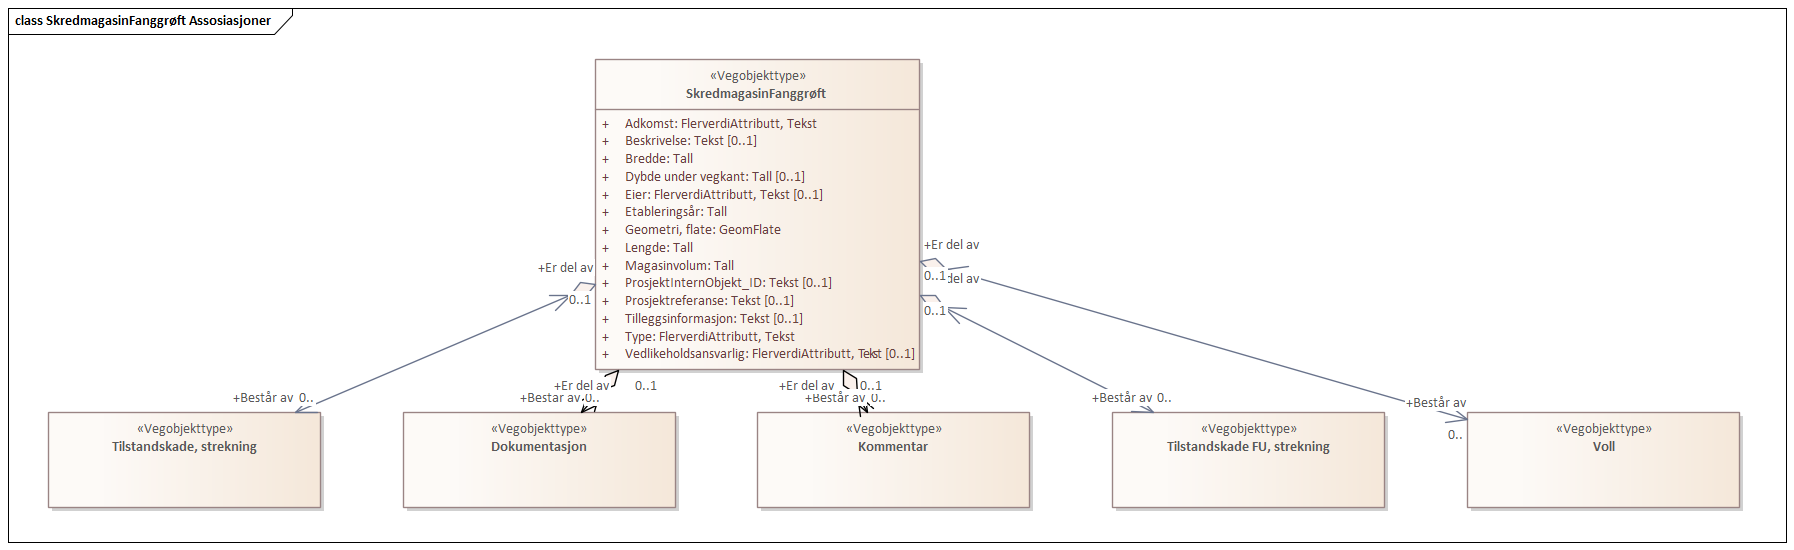 class SkredmagasinFanggrøft Assosiasjoner
«Vegobjekttype»
SkredmagasinFanggrøft
+ Adkomst: FlerverdiAttributt, Tekst
+ Beskrivelse: Tekst [0..1]
+ Bredde: Tall
+ Dybde under vegkant: Tall [0..1]
+ Eier: FlerverdiAttributt, Tekst [0..1]
+ Etableringsår: Tall
+ Geometri, flate: GeomFlate
+ Lengde: Tall
+ Magasinvolum: Tall
+ ProsjektInternObjekt_ID: Tekst [0..1]
+ Prosjektreferanse: Tekst [0..1]
+ Tilleggsinformasjon: Tekst [0..1]
+ Type: FlerverdiAttributt, Tekst
+ Vedlikeholdsansvarlig: FlerverdiAttributt, Tekst [0..1]
+Er del av
0..1
+Er del av
0..1
del av
0..1
+Er del av
0..1
+Er del av
0..1
+Består av
0..
+Består av
0..
+Består av
0..
+Består av
0..
+Består av
0..
«Vegobjekttype»
Tilstandskade, strekning
«Vegobjekttype»
Dokumentasjon
«Vegobjekttype»
Kommentar
«Vegobjekttype»
Tilstandskade FU, strekning
«Vegobjekttype»
Voll